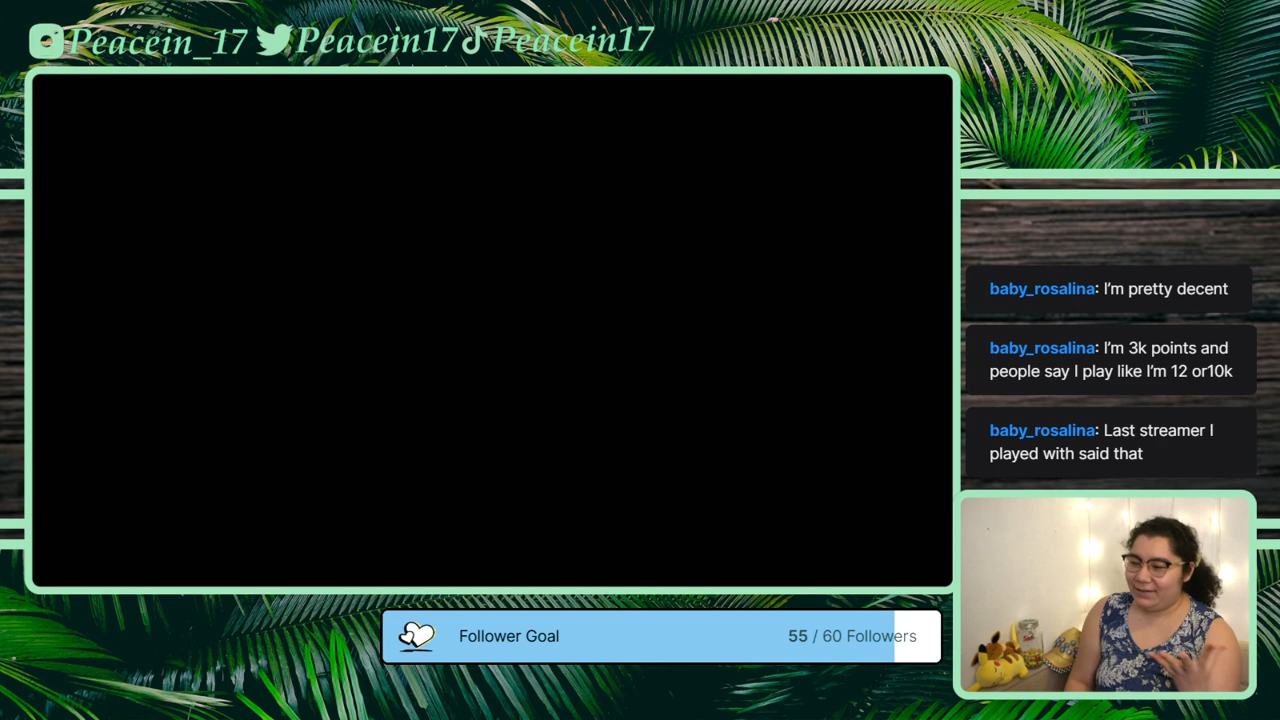 Peacein_17 Peacein17 Peacein17
baby_rosalina: I'm pretty decent
baby_rosalina: I'm 3k points and
people say I play like I'm 12 or10k
baby_rosalina: Last streamer I
played with said that
Follower Goal 55 / 60 Followers